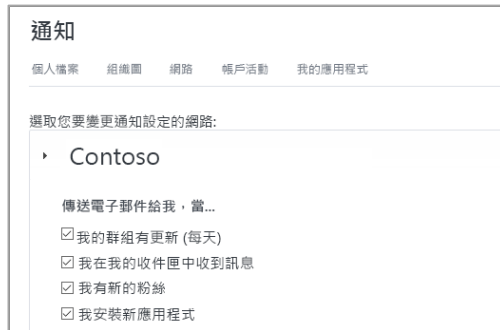 通知
個人檔案 組織圖 網路 帳戶活動 我的應用程式
選取您要變更通知設定的網路:
Contoso
傳送電子郵件給我，當...
我的群組有更新 (每天)
我在我的收件匣中收到訊息
我有新的粉絲
我安裝新應用程式